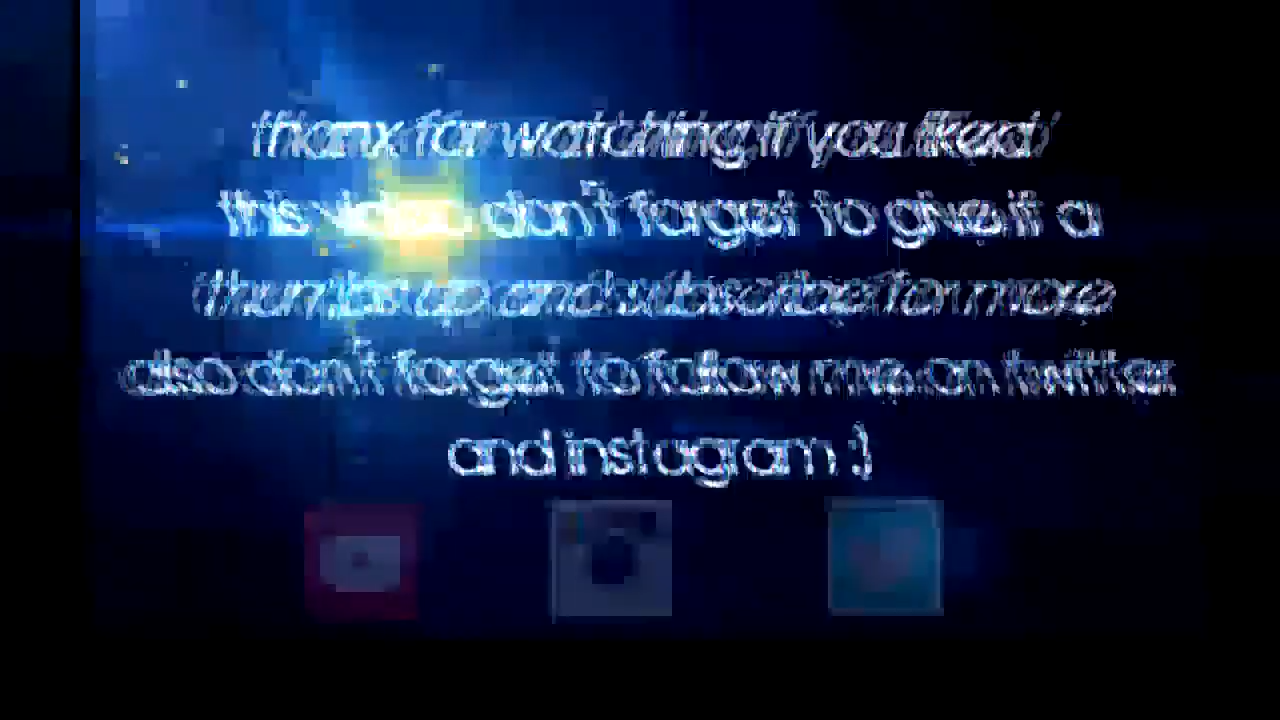 thanx for watching if you liked
this video don't forget to give it a
thumbs up and subscribe for more
also don't forget to follow me on twitter
and instagram :)